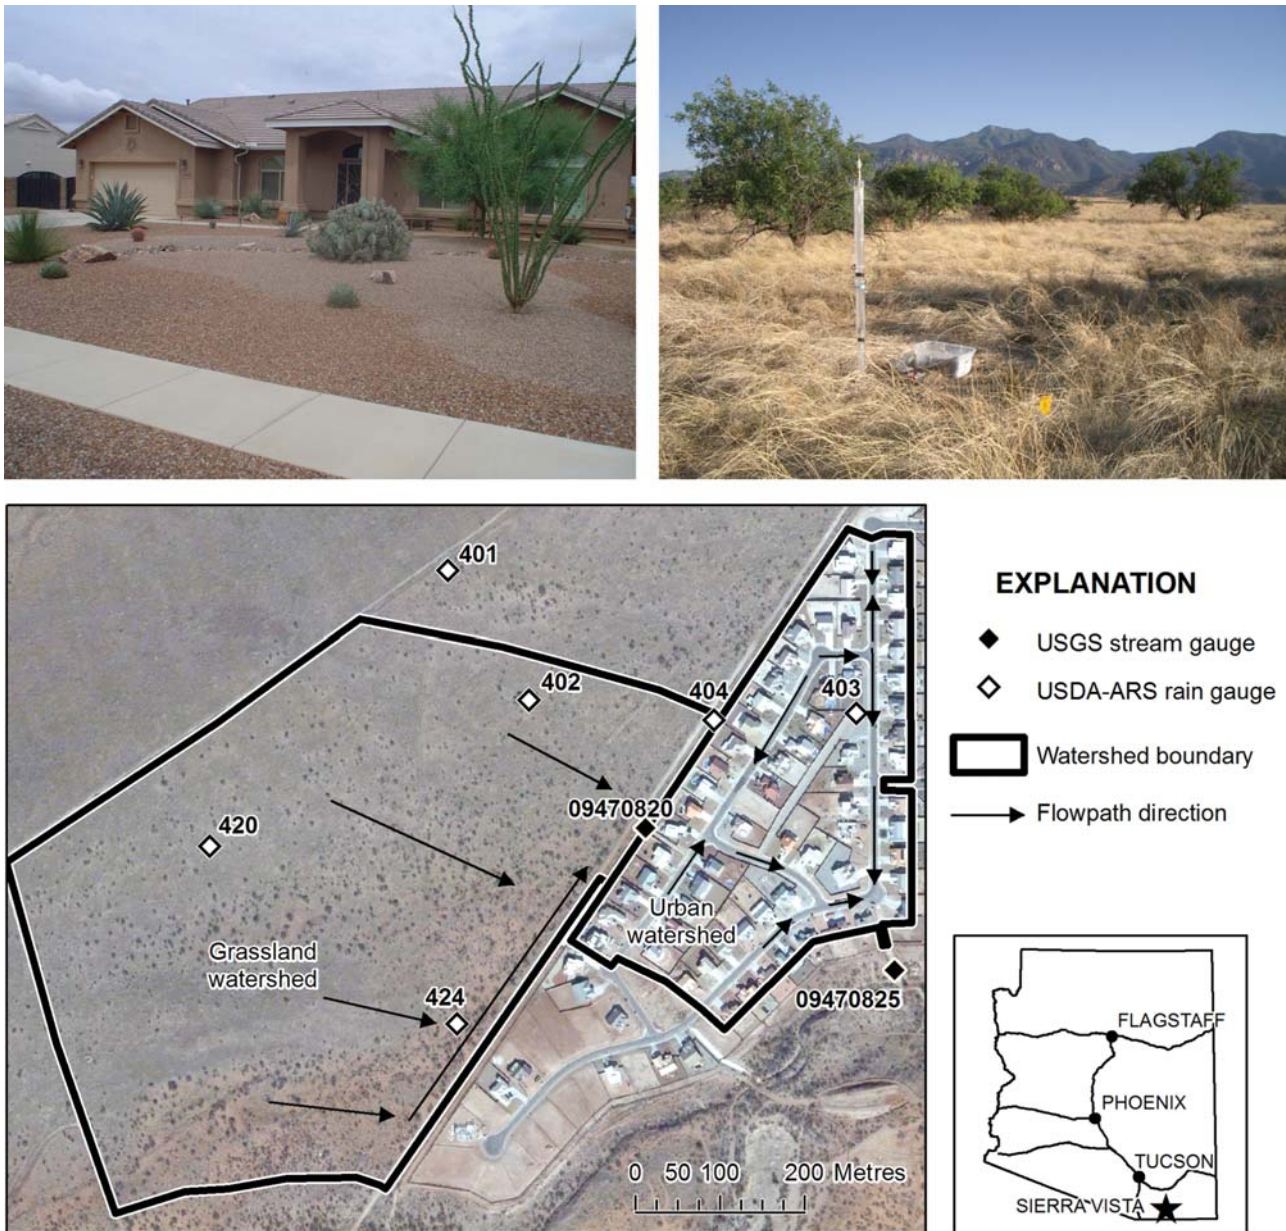 401
402
404
403
09470820
420
Urban
watershed
Grassland
watershed
424
09470825
0 50 100 200 Metres
EXPLANATION
USGS stream gauge
USDA-ARS rain gauge
Watershed boundary
Flowpath direction
FLAGSTAFF
PHOENIX
TUCSON
SIERRA VISTA